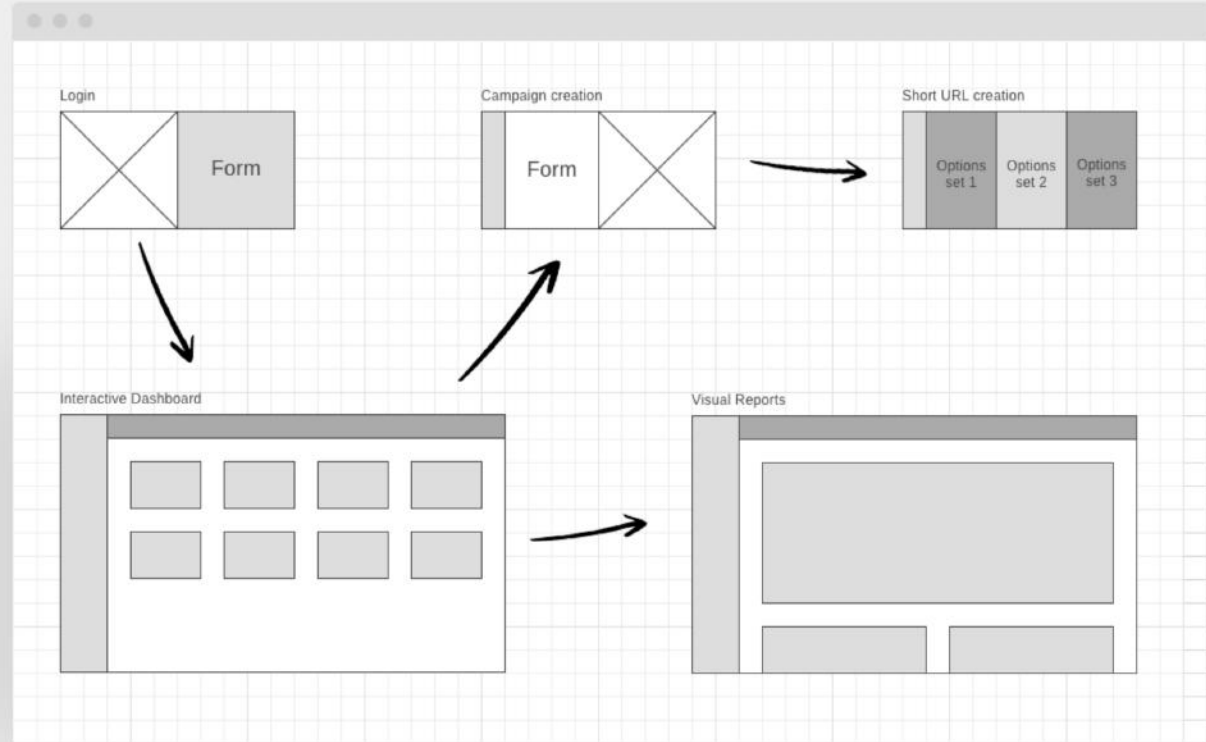 Login
Form
Campaign creation
Form
Short URL creation
Options
set 1
Options
set 2
Options
set 3
Interactive Dashboard
Visual Reports